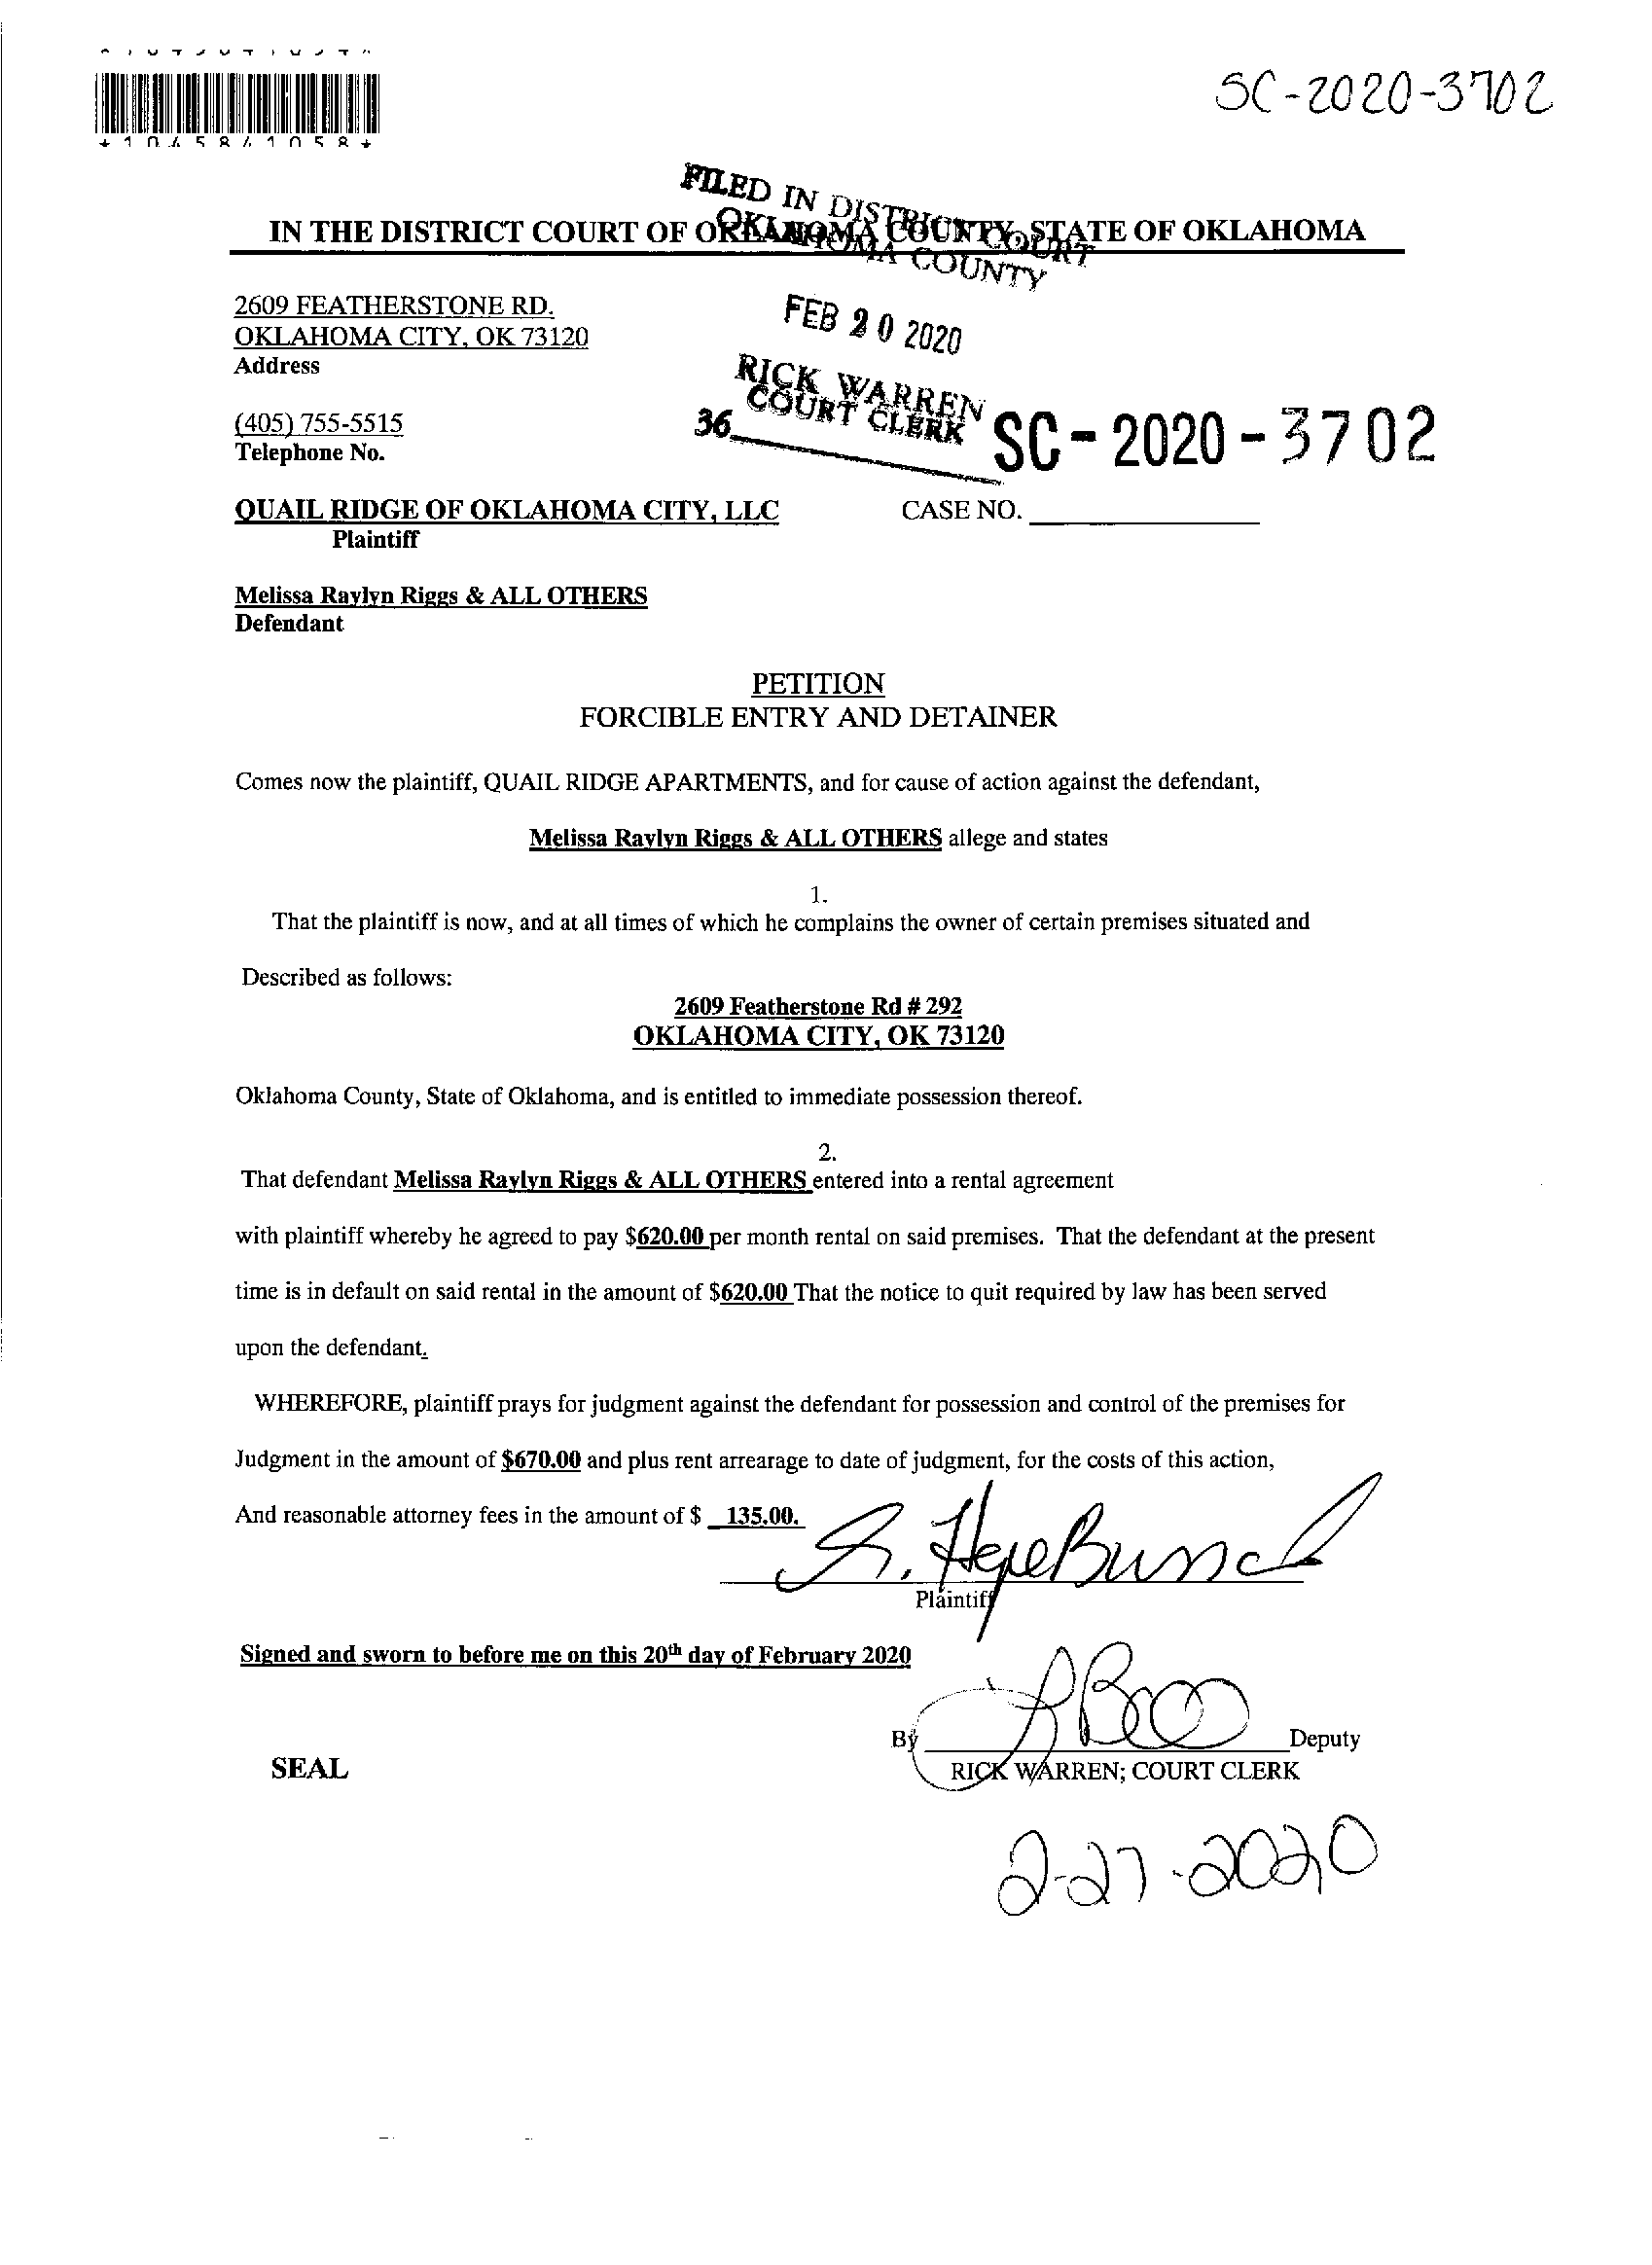 *1045841058*
SC-2020-3702
FILED IN DISTRICT COURT
OKLAHOMA COUNTY
IN THE DISTRICT COURT OF OKLAHOMA COUNTY, STATE OF OKLAHOMA
2609 FEATHERSTONE RD.
OKLAHOMA CITY, OK 73120
Address
FEB 20 2020
RICK WARREN
COURT CLERK
36
(405) 755-5515
Telephone No.
SC-2020-3702
QUAIL RIDGE OF OKLAHOMA CITY, LLC
CASE NO.
Plaintiff
Melissa Raylyn Riggs & ALL OTHERS
Defendant
PETITION
FORCIBLE ENTRY AND DETAINER
Comes now the plaintiff, QUAIL RIDGE APARTMENTS, and for cause of action against the defendant,
Melissa Raylyn Riggs & ALL OTHERS allege and states
1.
That the plaintiff is now, and at all times of which he complains the owner of certain premises situated and
Described as follows:
2609 Featherstone Rd # 292
OKLAHOMA CITY, OK 73120
Oklahoma County, State of Oklahoma, and is entitled to immediate possession thereof.
2.
That defendant Melissa Raylyn Riggs & ALL OTHERS entered into a rental agreement
with plaintiff whereby he agreed to pay $620.00 per month rental on said premises. That the defendant at the present
time is in default on said rental in the amount of $620.00 That the notice to quit required by law has been served
upon the defendant.
WHEREFORE, plaintiff prays for judgment against the defendant for possession and control of the premises for
Judgment in the amount of $670.00 and plus rent arrearage to date of judgment, for the costs of this action,
And reasonable attorney fees in the amount of $ 135.00.
Plaintiff
Signed and sworn to before me on this 20th day of February 2020
By Deputy
SEAL
RICK WARREN; COURT CLERK
2-27-2020